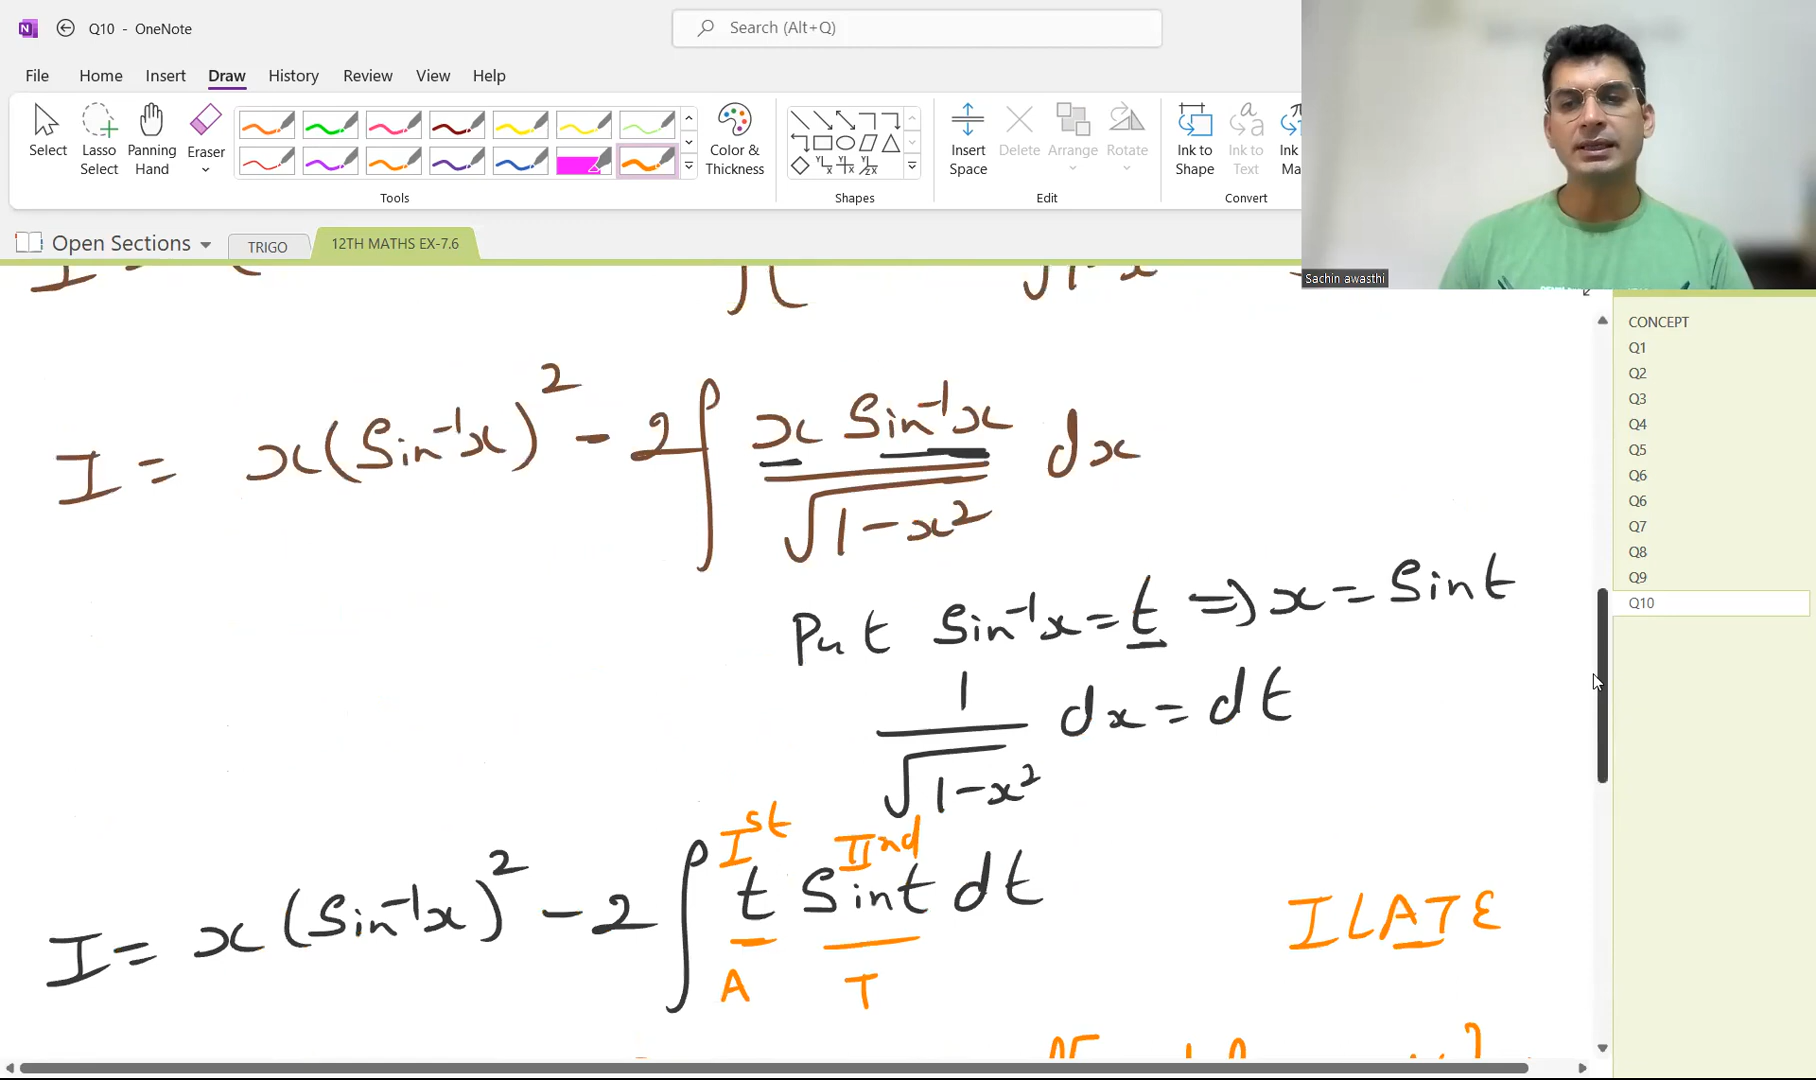 Q10 - OneNote
Search (Alt+Q)
File Home Insert Draw History Review View Help
Select Lasso Select Panning Hand Eraser Color & Thickness Insert Space Delete Arrange Rotate Ink to Shape Ink to Text Ink Ma
Tools Shapes Edit Convert
Sachin awasthi
Open Sections TRIGO 12TH MATHS EX-7.6
CONCEPT
Q1
Q2
Q3
Q4
Q5
Q6
Q6
Q7
Q8
Q9
Q10
I = x(Sin⁻¹x)² - 2∫ x Sin⁻¹x / √(1-x²) dx
Put Sin⁻¹x = t ⇒ x = Sint
1 / √(1-x²) dx = dt
Ist IInd
I = x(Sin⁻¹x)² - 2∫ t Sint dt
ILATE
A T